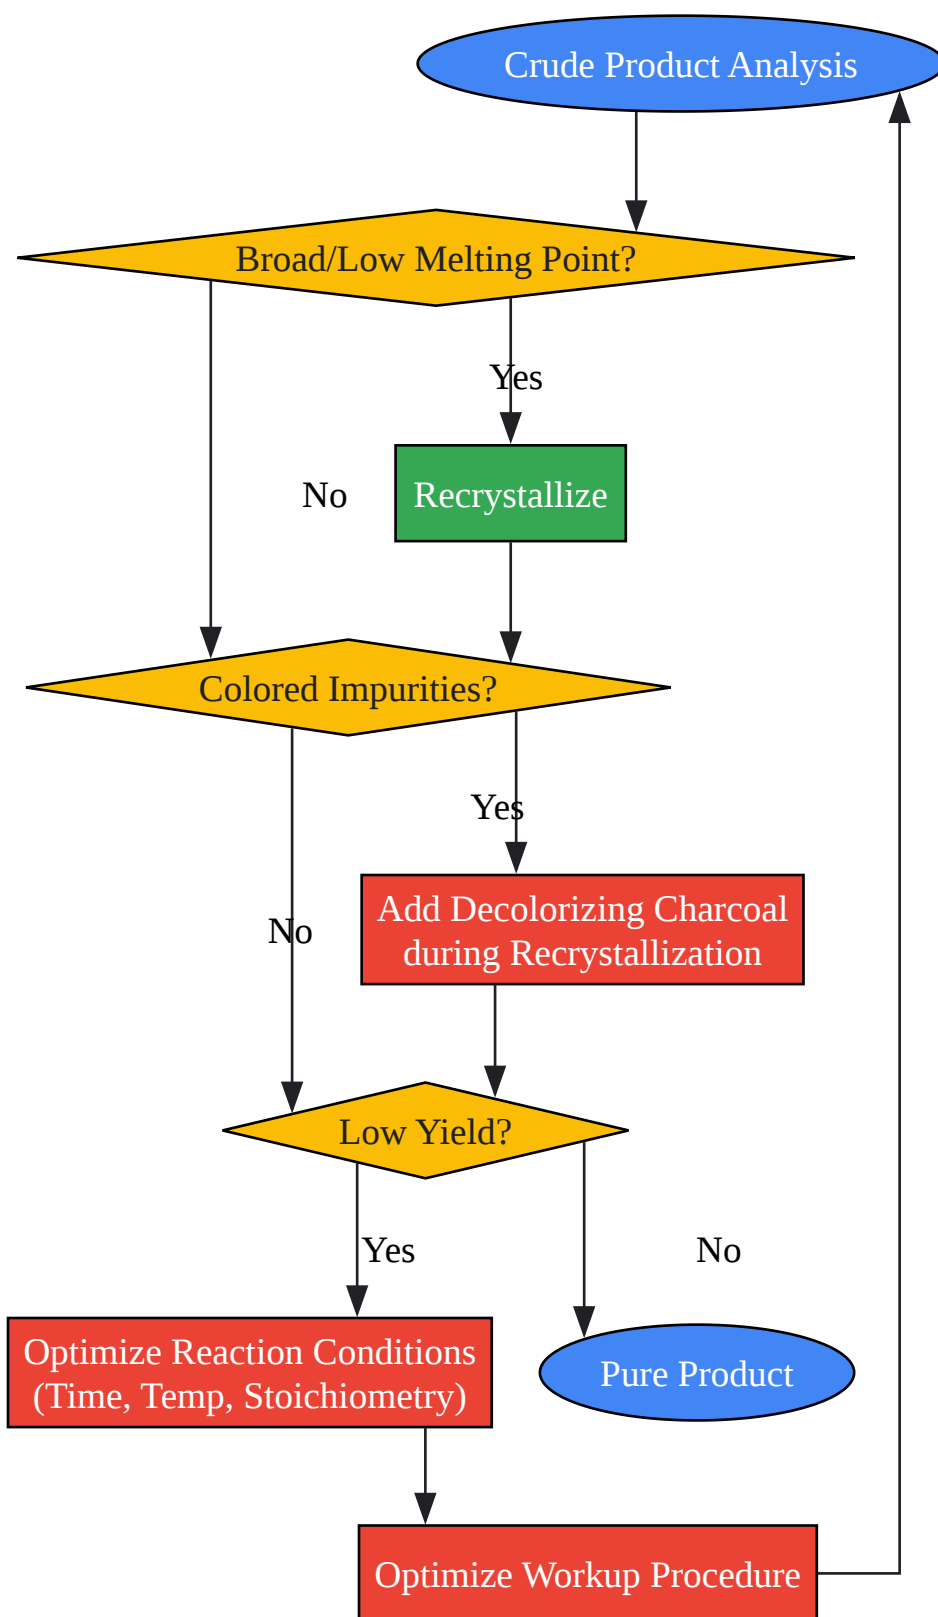 Crude Product Analysis
Broad/Low Melting Point?
Yes
No
Recrystallize
Colored Impurities?
Yes
Add Decolorizing Charcoal
during Recrystallization
No
Low Yield?
Yes
No
Optimize Reaction Conditions
(Time, Temp, Stoichiometry)
Pure Product
Optimize Workup Procedure